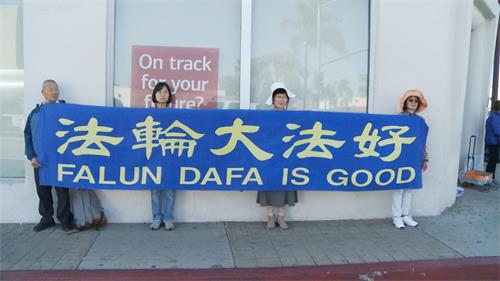 On track
for your
future?
法輪大法好
FALUN DAFA IS GOOD